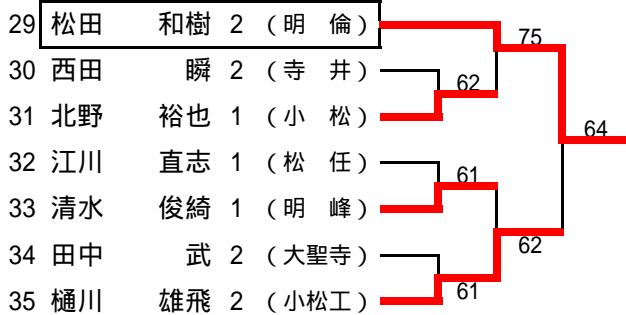 29 松田 和樹 2 (明 倫)
75
30 西田 瞬 2 (寺 井)
62
31 北野 裕也 1 (小 松)
64
32 江川 直志 1 (松 任)
61
33 清水 俊綺 1 (明 峰)
62
34 田中 武 2 (大聖寺)
61
35 樋川 雄飛 2 (小松工)